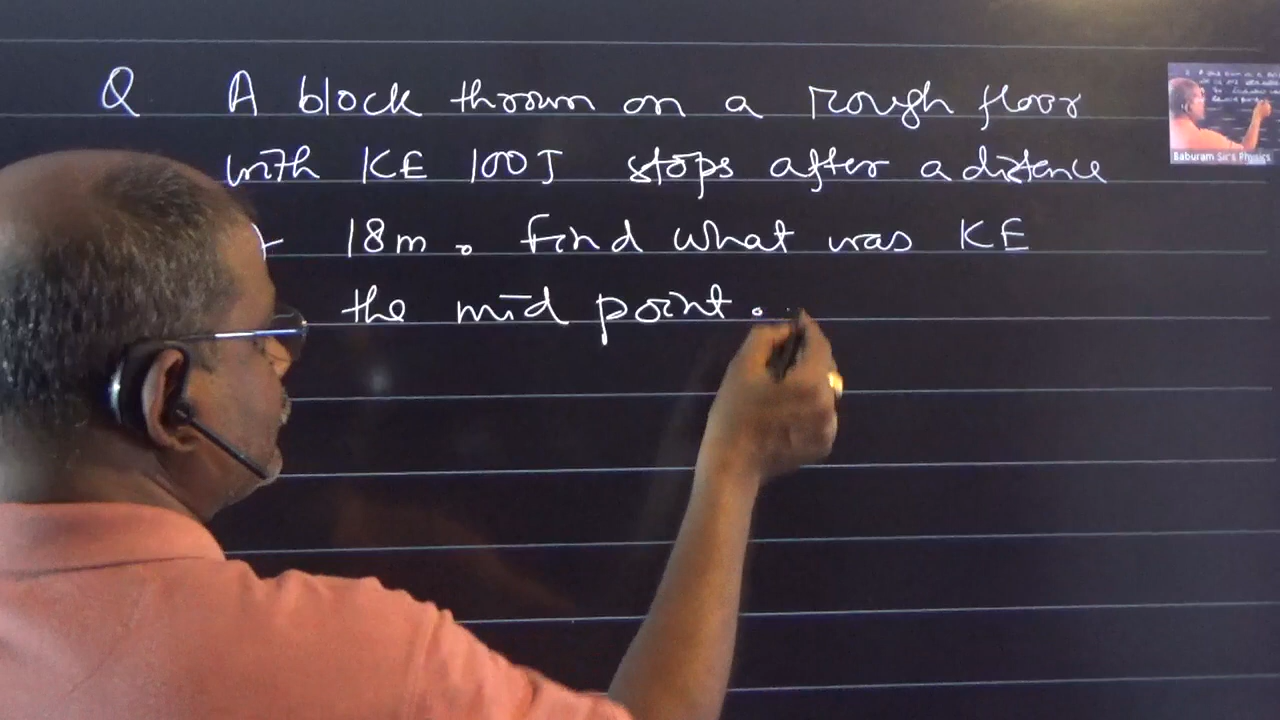 Q A block thrown on a rough floor
with KE 100J stops after a distance
18m. Find what was KE
the mid point.
Baburam Sir's Physics